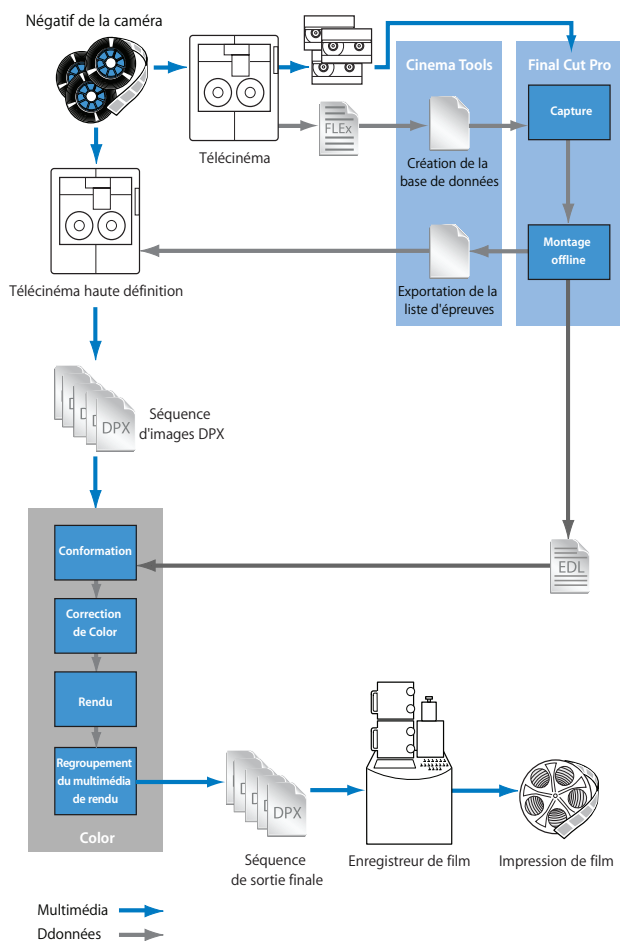 Négatif de la caméra
Cinema Tools
Final Cut Pro
Capture
FLEx
Télécinéma
Création de la
base de données
Montage
offline
Télécinéma haute définition
Exportation de la
liste d'épreuves
DPX
Séquence
d'images DPX
Conformation
EDL
Correction
de Color
Rendu
Regroupement
du multimédia
de rendu
DPX
Color
Séquence
de sortie finale
Enregistreur de film
Impression de film
Multimédia
Ddonnées